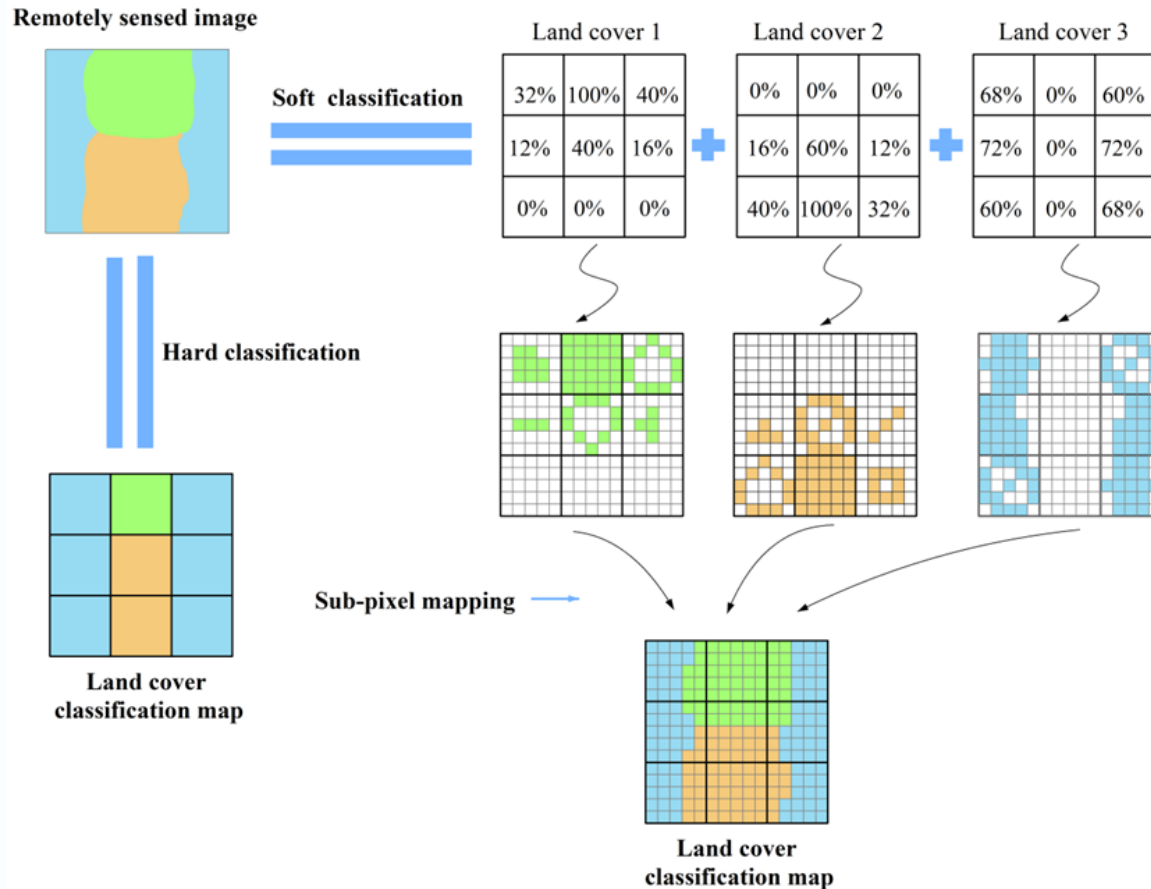 Remotely sensed image
Land cover 1
Land cover 2
Land cover 3
Soft classification
32% 100% 40%
12% 40% 16%
0% 0% 0%
0% 0% 0%
16% 60% 12%
40% 100% 32%
68% 0% 60%
72% 0% 72%
60% 0% 68%
Hard classification
Sub-pixel mapping
Land cover
classification map
Land cover
classification map